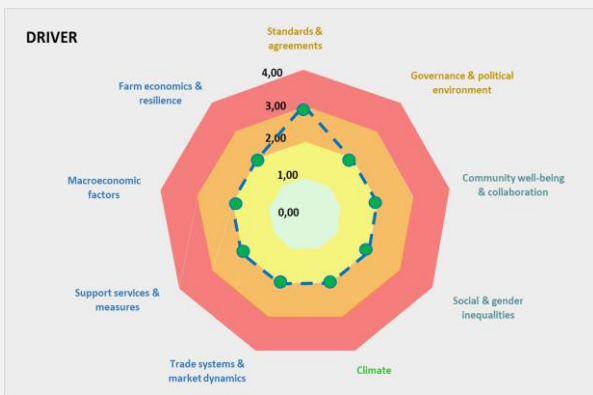 DRIVER
Standards &
agreements
4,00
3,00
2,00
1,00
0,00
Governance & political
environment
Community well-being
& collaboration
Social & gender
inequalities
Climate
Trade systems &
market dynamics
Support services &
measures
Macroeconomic
factors
Farm economics &
resilience